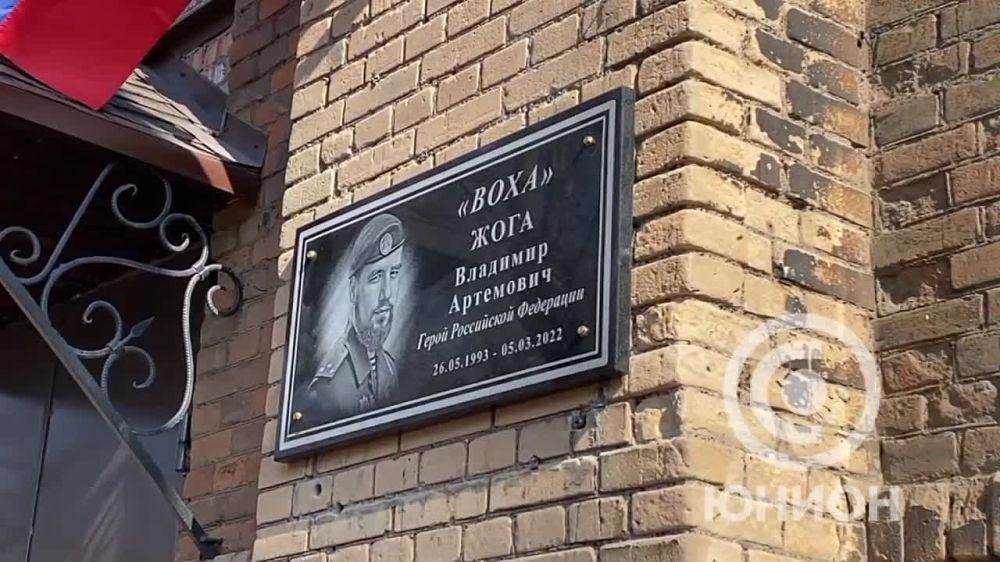 «ВОХА»
ЖОГА
Владимир
Артемович
Герой Российской Федерации
26.05.1993 - 05.03.2022
ЮНИОН